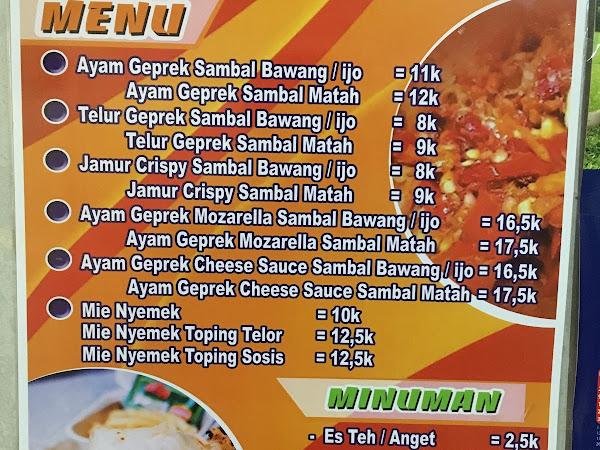 MENU
Ayam Geprek Sambal Bawang / ijo = 11k
Ayam Geprek Sambal Matah = 12k
Telur Geprek Sambal Bawang / ijo = 8k
Telur Geprek Sambal Matah = 9k
Jamur Crispy Sambal Bawang / ijo = 8k
Jamur Crispy Sambal Matah = 9k
Ayam Geprek Mozarella Sambal Bawang / ijo = 16,5k
Ayam Geprek Mozarella Sambal Matah = 17,5k
Ayam Geprek Cheese Sauce Sambal Bawang / ijo = 16,5k
Ayam Geprek Cheese Sauce Sambal Matah = 17,5k
Mie Nyemek = 10k
Mie Nyemek Toping Telor = 12,5k
Mie Nyemek Toping Sosis = 12,5k
MINUMAN
- Es Teh / Anget = 2,5k